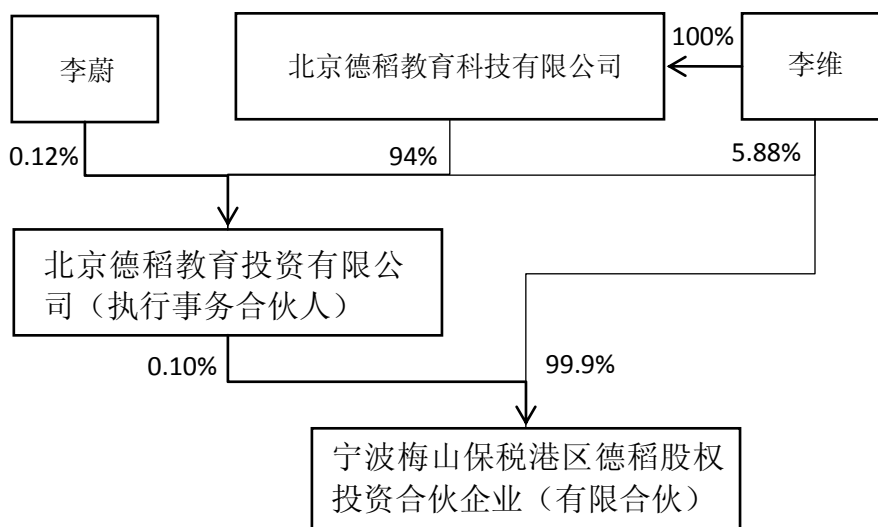 李蔚
北京德稻教育科技有限公司
100%
李维
0.12%
94%
5.88%
北京德稻教育投资有限公
司（执行事务合伙人）
0.10%
99.9%
宁波梅山保税港区德稻股权
投资合伙企业（有限合伙）